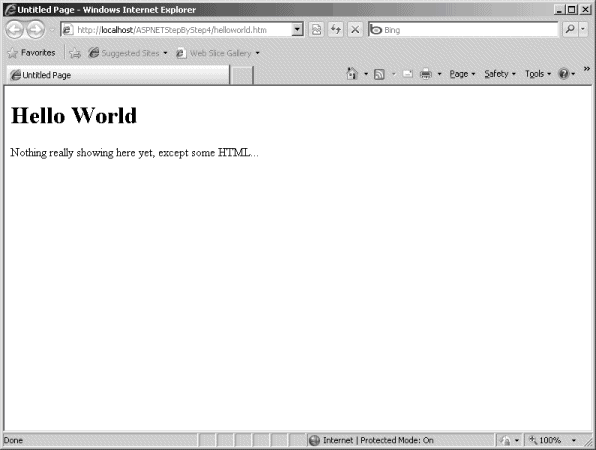 Untitled Page - Windows Internet Explorer
http://localhost/ASPNETStepByStep4/helloworld.htm
Bing
Favorites Suggested Sites Web Slice Gallery
Untitled Page Page Safety Tools
Hello World
Nothing really showing here yet, except some HTML...
Done Internet | Protected Mode: On 100%